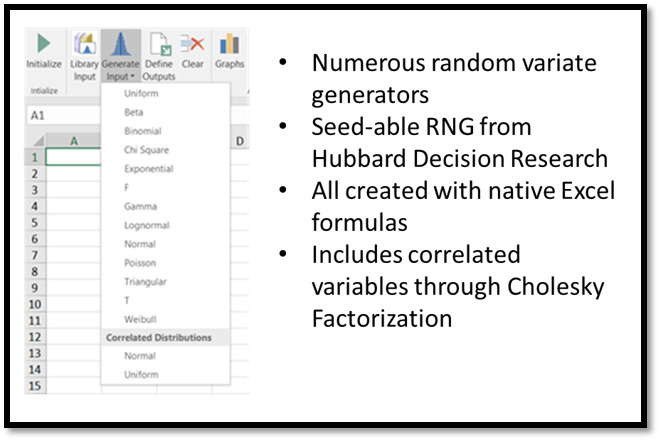 Initialize Library Generate Define Clear Graphs
Input Input Outputs
Intialize
A1
A D
Uniform
Beta
Binomial
Chi Square
Exponential
F
Gamma
Lognormal
Normal
Poisson
Triangular
T
Weibull
Correlated Distributions
Normal
Uniform
1
2
3
4
5
6
7
8
9
10
11
12
13
14
15
• Numerous random variate
generators
• Seed-able RNG from
Hubbard Decision Research
• All created with native Excel
formulas
• Includes correlated
variables through Cholesky
Factorization